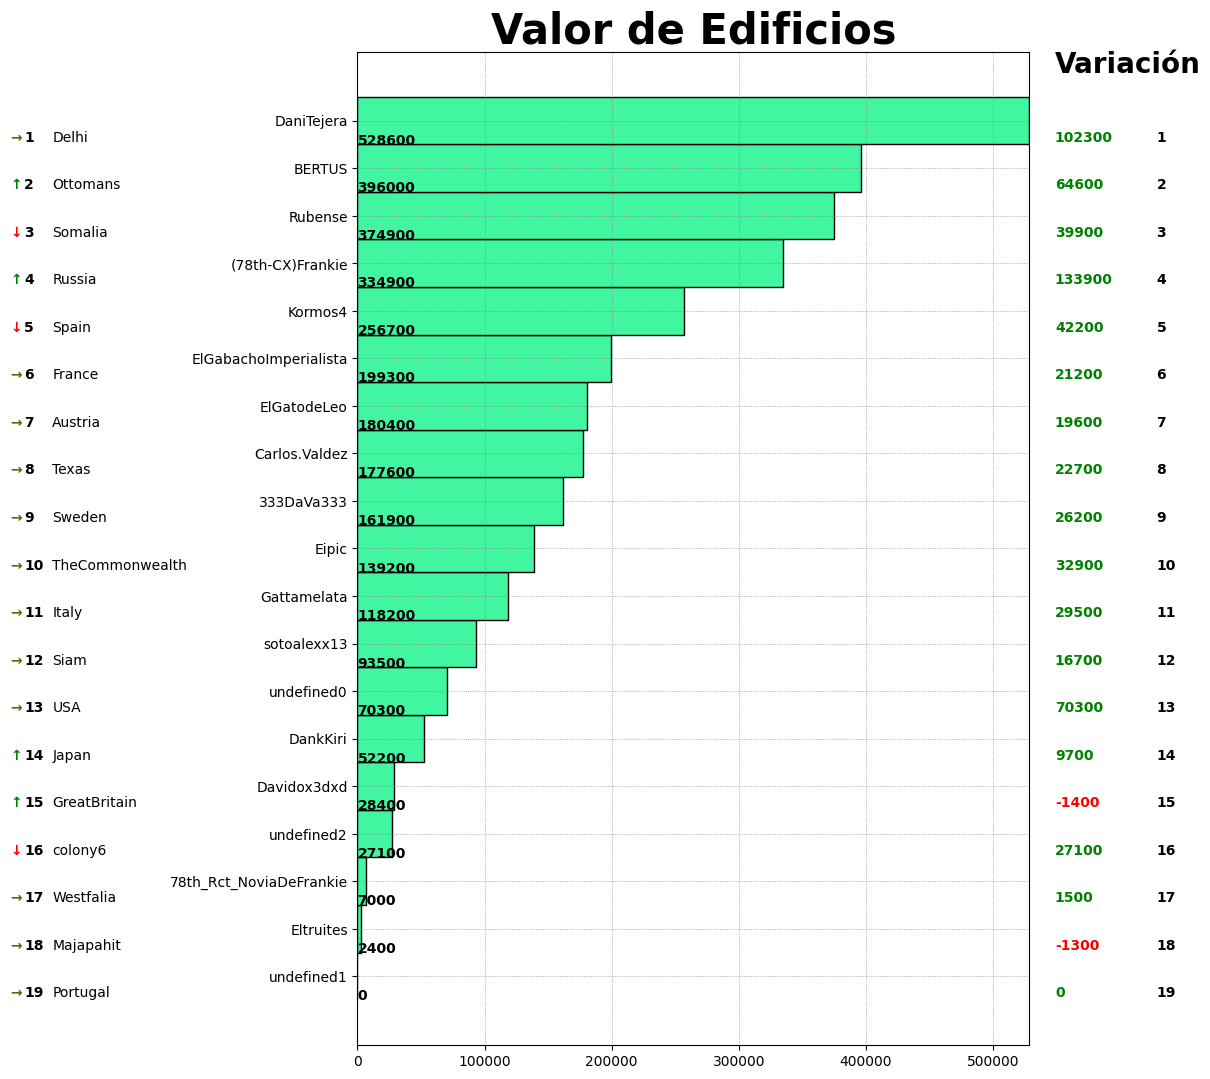 Valor de Edificios
Variación
→ 1 Delhi DaniTejera 528600 102300 1
↑ 2 Ottomans BERTUS 396000 64600 2
↓ 3 Somalia Rubense 374900 39900 3
↑ 4 Russia (78th-CX)Frankie 334900 133900 4
↓ 5 Spain Kormos4 256700 42200 5
→ 6 France ElGabachoImperialista 199300 21200 6
→ 7 Austria ElGatodeLeo 180400 19600 7
→ 8 Texas Carlos.Valdez 177600 22700 8
→ 9 Sweden 333DaVa333 161900 26200 9
→ 10 TheCommonwealth Eipic 139200 32900 10
→ 11 Italy Gattamelata 118200 29500 11
→ 12 Siam sotoalexx13 93500 16700 12
→ 13 USA undefined0 70300 70300 13
↑ 14 Japan DankKiri 52200 9700 14
↑ 15 GreatBritain Davidox3dxd 28400 -1400 15
↓ 16 colony6 undefined2 27100 27100 16
→ 17 Westfalia 78th_Rct_NoviaDeFrankie 7000 1500 17
→ 18 Majapahit Eltruites 2400 -1300 18
→ 19 Portugal undefined1 0 0 19
0 100000 200000 300000 400000 500000